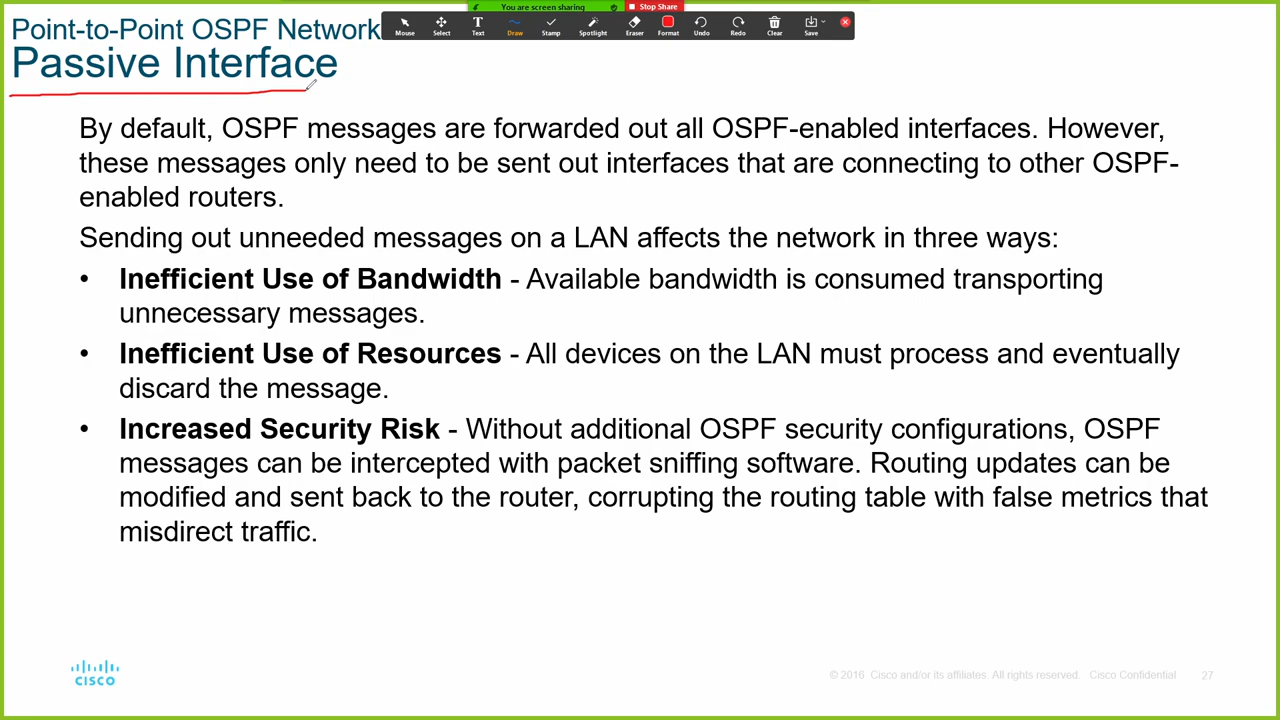 You are screen sharing
Stop Share
Mouse
Select
Text
Draw
Stamp
Spotlight
Eraser
Format
Undo
Redo
Clear
Save
Point-to-Point OSPF Network
Passive Interface
By default, OSPF messages are forwarded out all OSPF-enabled interfaces. However,
these messages only need to be sent out interfaces that are connecting to other OSPF-
enabled routers.
Sending out unneeded messages on a LAN affects the network in three ways:
• Inefficient Use of Bandwidth - Available bandwidth is consumed transporting
unnecessary messages.
• Inefficient Use of Resources - All devices on the LAN must process and eventually
discard the message.
• Increased Security Risk - Without additional OSPF security configurations, OSPF
messages can be intercepted with packet sniffing software. Routing updates can be
modified and sent back to the router, corrupting the routing table with false metrics that
misdirect traffic.
CISCO
© 2016 Cisco and/or its affiliates. All rights reserved. Cisco Confidential
27